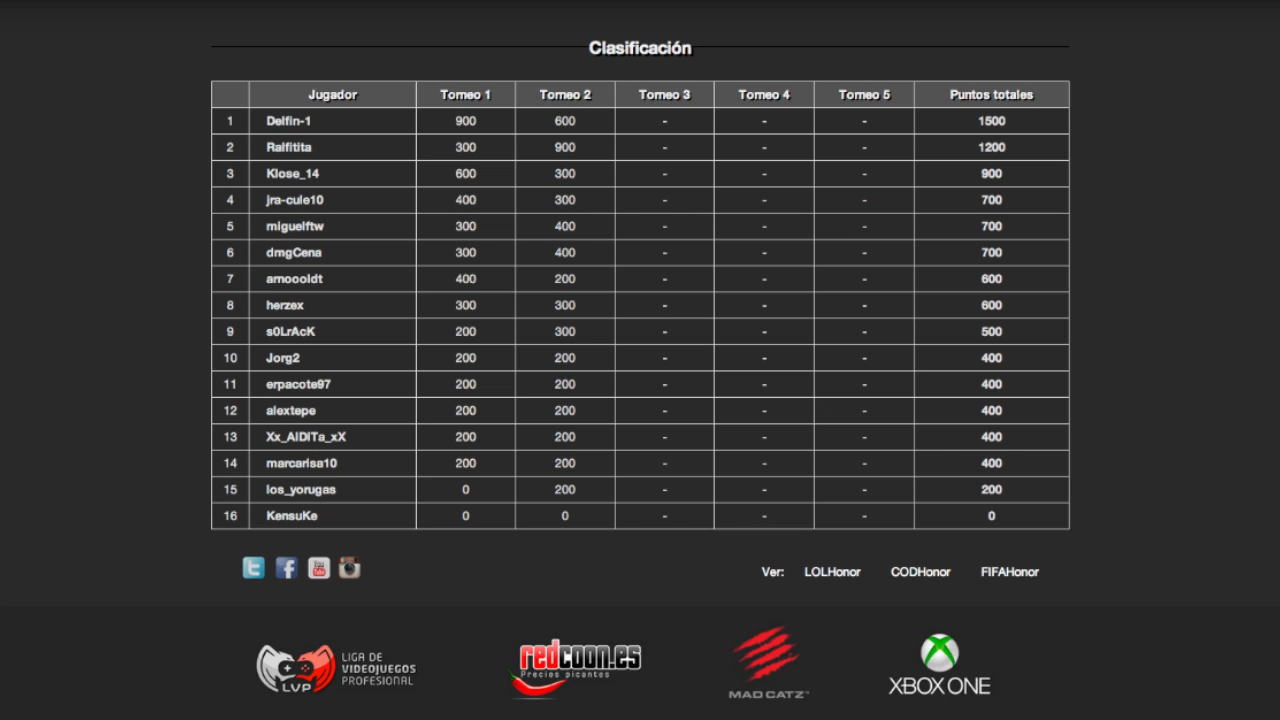 Clasificación
Jugador Torneo 1 Torneo 2 Torneo 3 Torneo 4 Torneo 5 Puntos totales
1 Delfin-1 900 600 - - - 1500
2 Ralfitita 300 900 - - - 1200
3 Klose_14 600 300 - - - 900
4 jra-cule10 400 300 - - - 700
5 miguelftw 300 400 - - - 700
6 dmgCena 300 400 - - - 700
7 arnoooldt 400 200 - - - 600
8 herzex 300 300 - - - 600
9 s0LrAcK 200 300 - - - 500
10 Jorg2 200 200 - - - 400
11 erpacote97 200 200 - - - 400
12 alextepe 200 200 - - - 400
13 Xx_AiDiTa_xX 200 200 - - - 400
14 marcarisa10 200 200 - - - 400
15 los_yorugas 0 200 - - - 200
16 KensuKe 0 0 - - - 0
Ver: LOLHonor CODHonor FIFAHonor
LIGA DE
VIDEOJUEGOS
PROFESIONAL
LVP
redcoon.es
Precios picantes
MAD CATZ
XBOX ONE